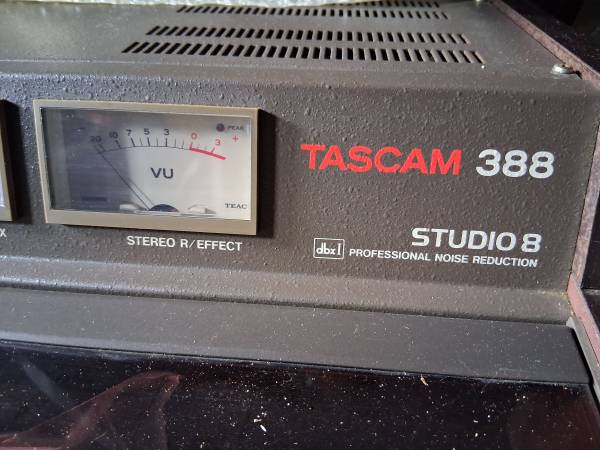 20 10 7 5 3 0 3 +
PEAK
VU
TEAC
TASCAM 388
X
STEREO R/EFFECT
STUDIO 8
dbx I PROFESSIONAL NOISE REDUCTION